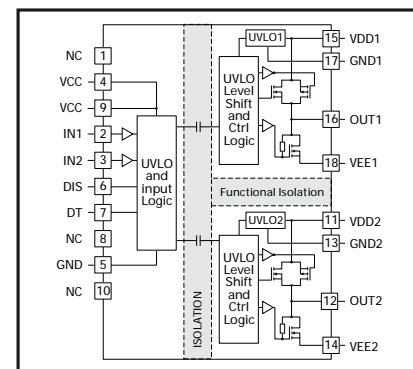 NC 1
VCC 4
VCC 9
IN1 2
IN2 3
DIS 6
DT 7
NC 8
GND 5
NC 10
UVLO
and
input
Logic
ISOLATION
UVLO1
UVLO
Level
Shift
and
Ctrl
Logic
15 VDD1
17 GND1
16 OUT1
18 VEE1
Functional Isolation
UVLO2
UVLO
Level
Shift
and
Ctrl
Logic
11 VDD2
13 GND2
12 OUT2
14 VEE2